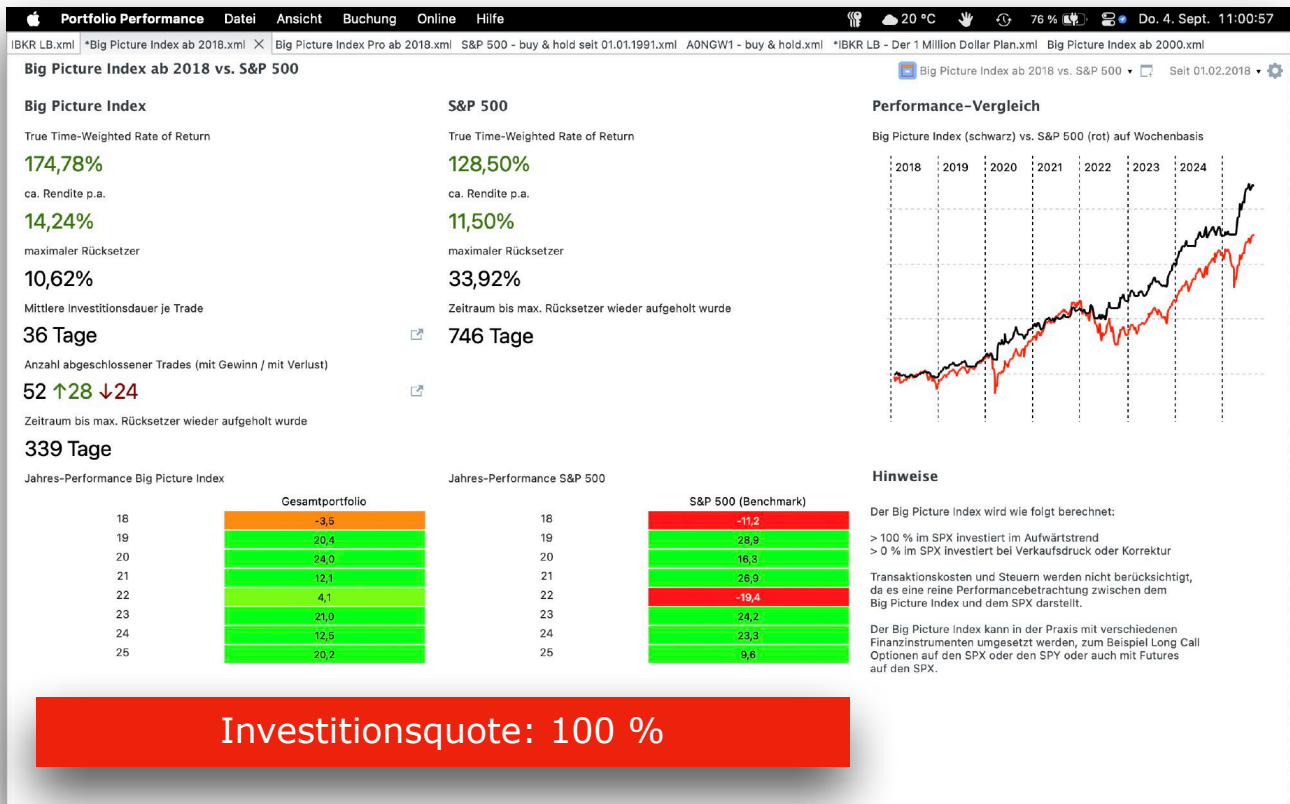 Portfolio Performance Datei Ansicht Buchung Online Hilfe 20 °C 76 % Do. 4. Sept. 11:00:57
IBKR LB.xml *Big Picture Index ab 2018.xml Big Picture Index Pro ab 2018.xml S&P 500 - buy & hold seit 01.01.1991.xml A0NGW1 - buy & hold.xml *IBKR LB - Der 1 Million Dollar Plan.xml Big Picture Index ab 2000.xml
Big Picture Index ab 2018 vs. S&P 500
Big Picture Index ab 2018 vs. S&P 500 Seit 01.02.2018
Big Picture Index
True Time-Weighted Rate of Return
174,78%
ca. Rendite p.a.
14,24%
maximaler Rücksetzer
10,62%
Mittlere Investitionsdauer je Trade
36 Tage
Anzahl abgeschlossener Trades (mit Gewinn / mit Verlust)
52 ↑28 ↓24
Zeitraum bis max. Rücksetzer wieder aufgeholt wurde
339 Tage
S&P 500
True Time-Weighted Rate of Return
128,50%
ca. Rendite p.a.
11,50%
maximaler Rücksetzer
33,92%
Zeitraum bis max. Rücksetzer wieder aufgeholt wurde
746 Tage
Performance-Vergleich
Big Picture Index (schwarz) vs. S&P 500 (rot) auf Wochenbasis
2018 2019 2020 2021 2022 2023 2024
Jahres-Performance Big Picture Index
Gesamtportfolio
18 -3,5
19 20,4
20 24,0
21 12,1
22 4,1
23 21,0
24 12,5
25 20,2
Jahres-Performance S&P 500
S&P 500 (Benchmark)
18 -11,2
19 28,9
20 16,3
21 26,9
22 -19,4
23 24,2
24 23,3
25 9,6
Hinweise
Der Big Picture Index wird wie folgt berechnet:
> 100 % im SPX investiert im Aufwärtstrend
> 0 % im SPX investiert bei Verkaufsdruck oder Korrektur
Transaktionskosten und Steuern werden nicht berücksichtigt,
da es eine reine Performancebetrachtung zwischen dem
Big Picture Index und dem SPX darstellt.
Der Big Picture Index kann in der Praxis mit verschiedenen
Finanzinstrumenten umgesetzt werden, zum Beispiel Long Call
Optionen auf den SPX oder den SPY oder auch mit Futures
auf den SPX.
Investitionsquote: 100 %